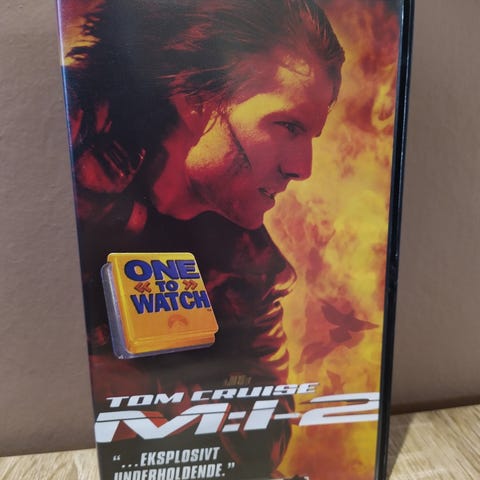 ONE
« TO »
WATCH
TOM CRUISE
M:I-2
“...EKSPLOSIVT
UNDERHOLDENDE.”